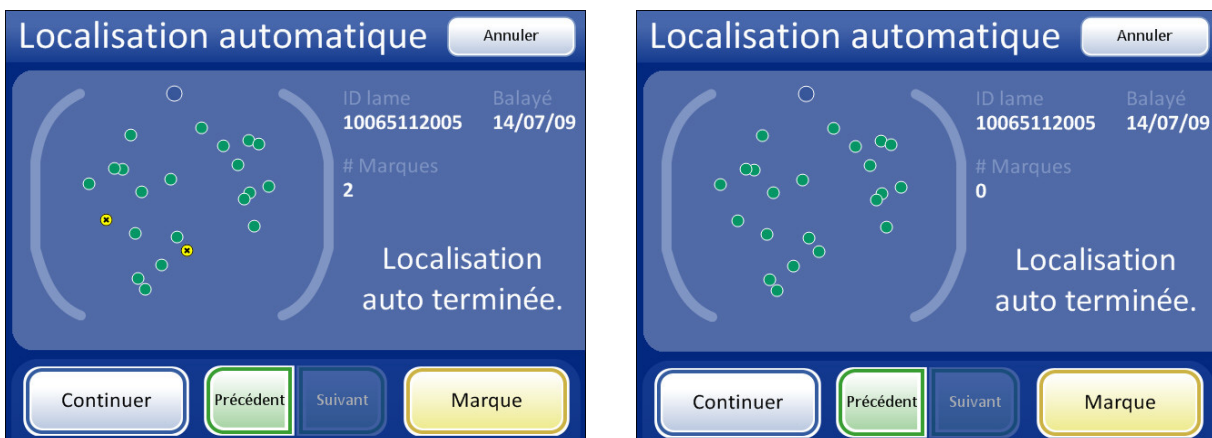 Localisation automatique
Annuler
ID lame
Balayé
10065112005
14/07/09
# Marques
2
Localisation
auto terminée.
Continuer
Précédent
Suivant
Marque
Localisation automatique
Annuler
ID lame
Balayé
10065112005
14/07/09
# Marques
0
Localisation
auto terminée.
Continuer
Précédent
Suivant
Marque